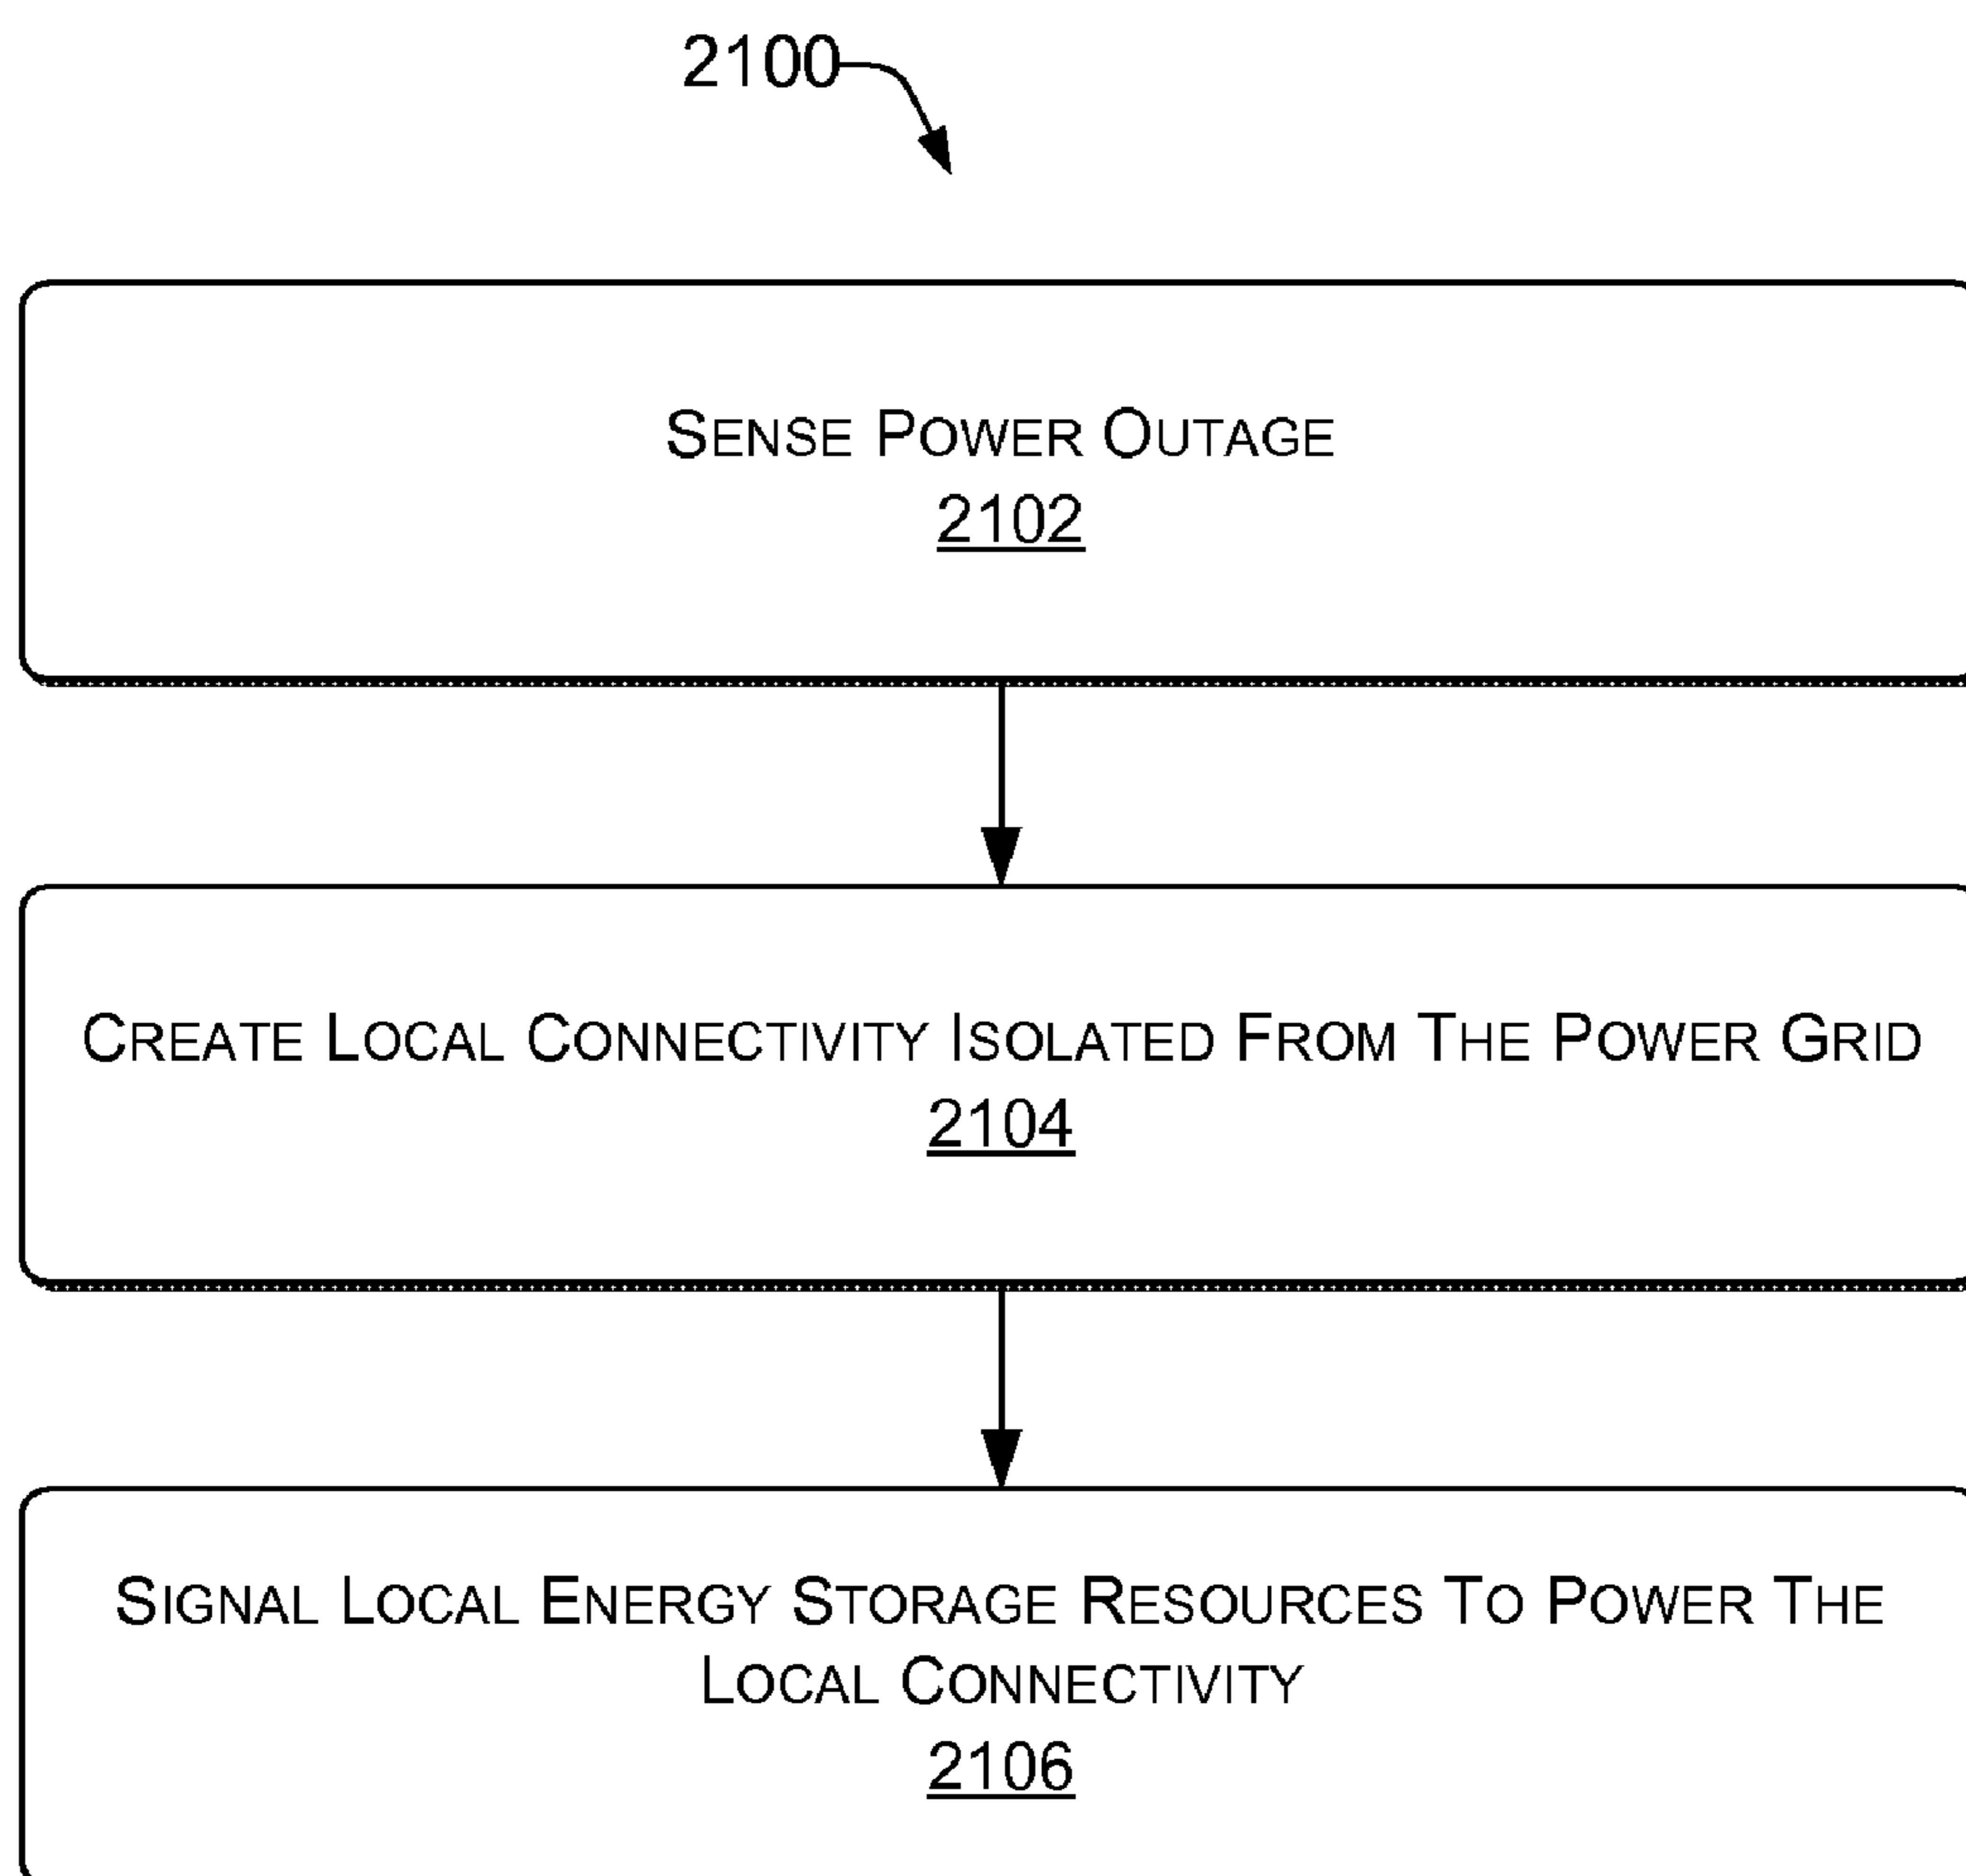 2100
SENSE POWER OUTAGE
2102
CREATE LOCAL CONNECTIVITY ISOLATED FROM THE POWER GRID
2104
SIGNAL LOCAL ENERGY STORAGE RESOURCES TO POWER THE
LOCAL CONNECTIVITY
2106